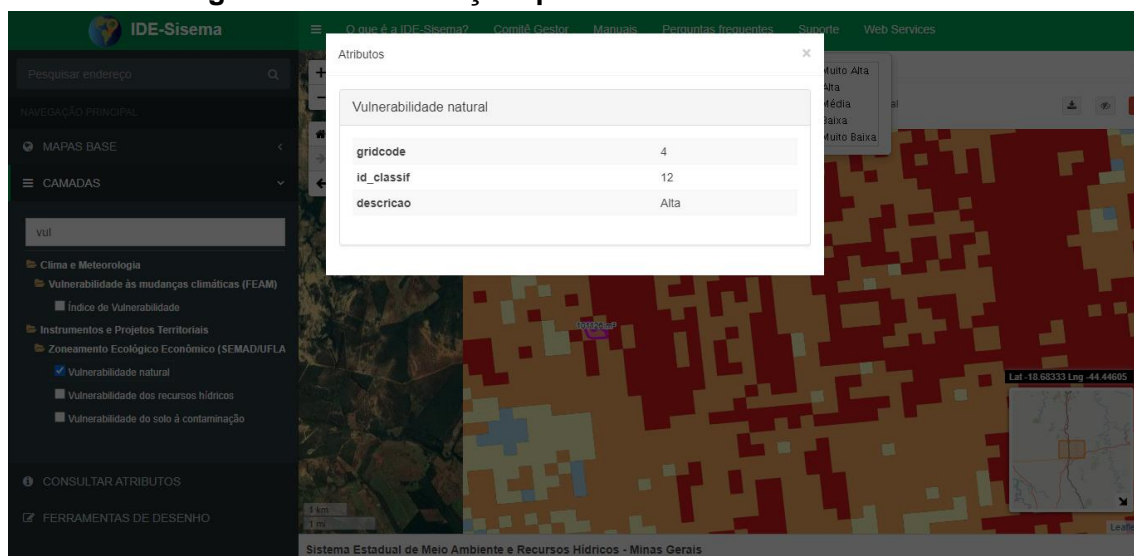 IDE-Sisema
O que é a IDE-Sisema? Comitê Gestor Manuais Perguntas frequentes Suporte Web Services
Pesquisar endereço
NAVEGAÇÃO PRINCIPAL
MAPAS BASE
CAMADAS
vul
Clima e Meteorologia
Vulnerabilidade às mudanças climáticas (FEAM)
Índice de Vulnerabilidade
Instrumentos e Projetos Territoriais
Zoneamento Ecológico Econômico (SEMAD/UFLA
Vulnerabilidade natural
Vulnerabilidade dos recursos hídricos
Vulnerabilidade do solo à contaminação
CONSULTAR ATRIBUTOS
FERRAMENTAS DE DESENHO
Atributos ×
Vulnerabilidade natural
gridcode 4
id_classif 12
descricao Alta
Muito Alta
Alta
Média
Baixa
Muito Baixa
Lat -18.68333 Lng -44.44605
1 km
1 mi
Sistema Estadual de Meio Ambiente e Recursos Hídricos - Minas Gerais